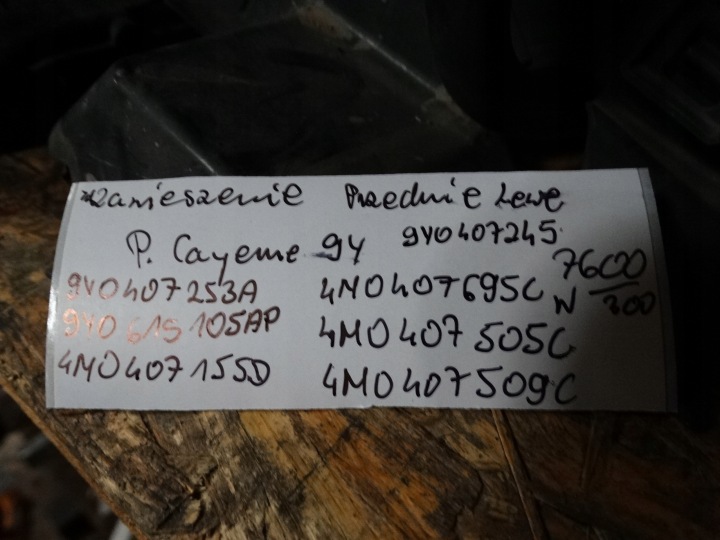 Zawieszenie Przednie Lewe
P. Cayenne 9Y 9Y0407245
9Y0407253A 4M0407695C 7600
9Y0615105AP 4M0407505C N 300
4M0407155D 4M0407509C